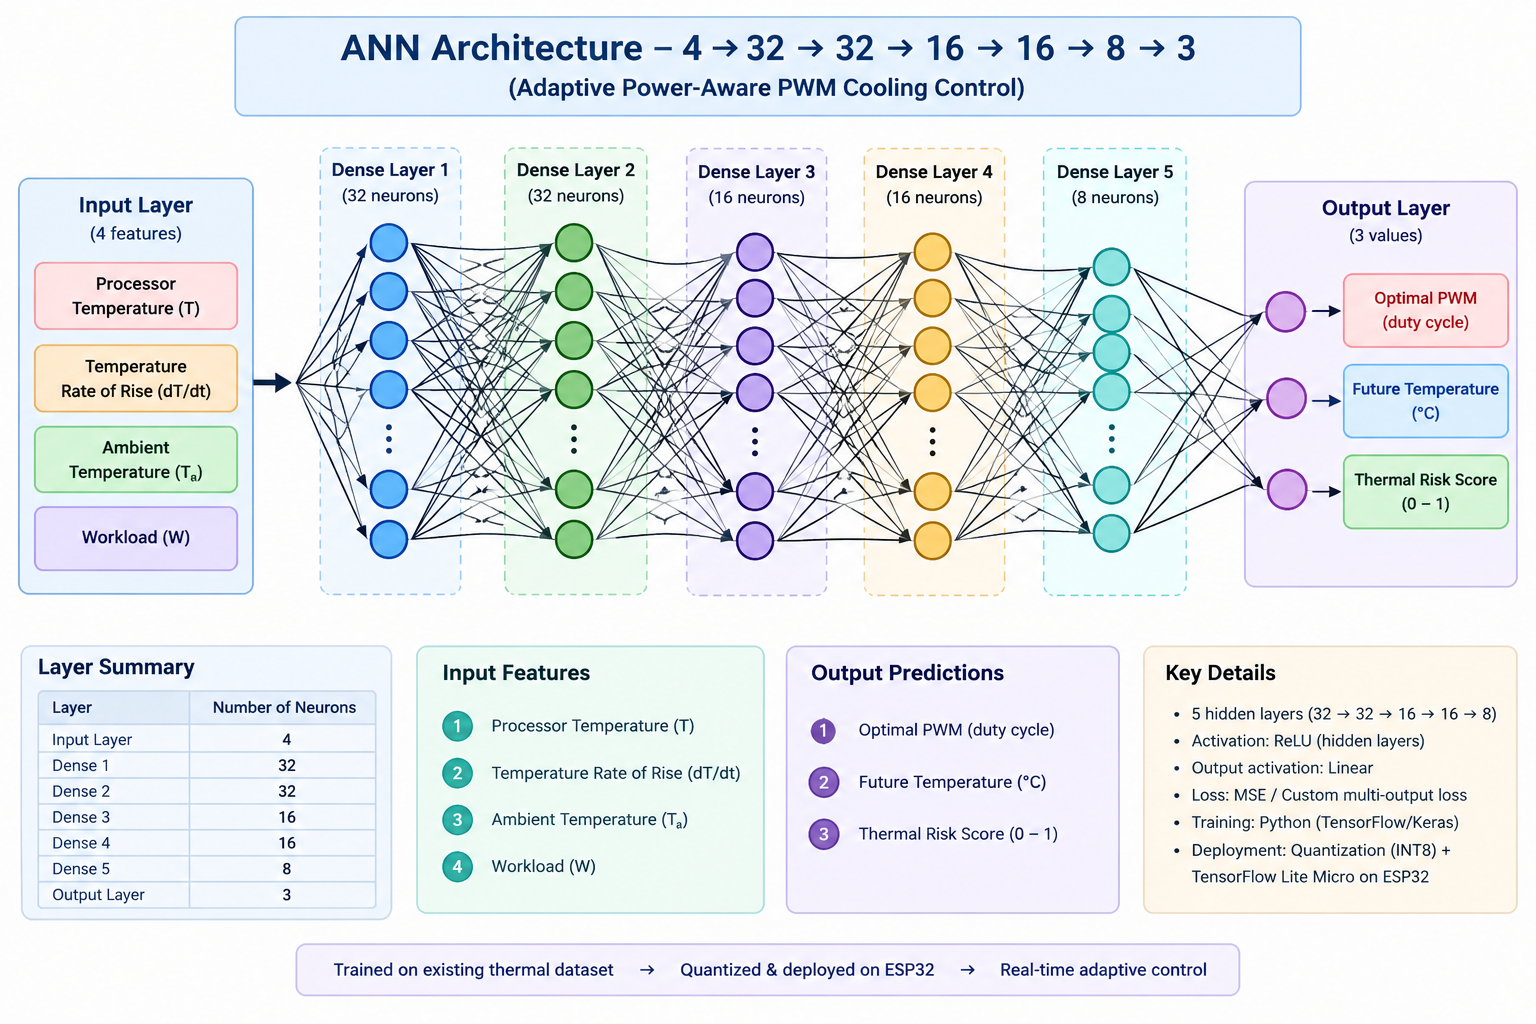 ANN Architecture – 4 → 32 → 32 → 16 → 16 → 8 → 3
(Adaptive Power-Aware PWM Cooling Control)
Input Layer
(4 features)
Processor
Temperature (T)
Temperature
Rate of Rise (dT/dt)
Ambient
Temperature (Tₐ)
Workload (W)
Dense Layer 1
(32 neurons)
Dense Layer 2
(32 neurons)
Dense Layer 3
(16 neurons)
Dense Layer 4
(16 neurons)
Dense Layer 5
(8 neurons)
Output Layer
(3 values)
Optimal PWM
(duty cycle)
Future Temperature
(°C)
Thermal Risk Score
(0 – 1)
Layer Summary
Layer Number of Neurons
Input Layer 4
Dense 1 32
Dense 2 32
Dense 3 16
Dense 4 16
Dense 5 8
Output Layer 3
Input Features
1 Processor Temperature (T)
2 Temperature Rate of Rise (dT/dt)
3 Ambient Temperature (Tₐ)
4 Workload (W)
Output Predictions
1 Optimal PWM (duty cycle)
2 Future Temperature (°C)
3 Thermal Risk Score (0 – 1)
Key Details
• 5 hidden layers (32 → 32 → 16 → 16 → 8)
• Activation: ReLU (hidden layers)
• Output activation: Linear
• Loss: MSE / Custom multi-output loss
• Training: Python (TensorFlow/Keras)
• Deployment: Quantization (INT8) +
TensorFlow Lite Micro on ESP32
Trained on existing thermal dataset → Quantized & deployed on ESP32 → Real-time adaptive control